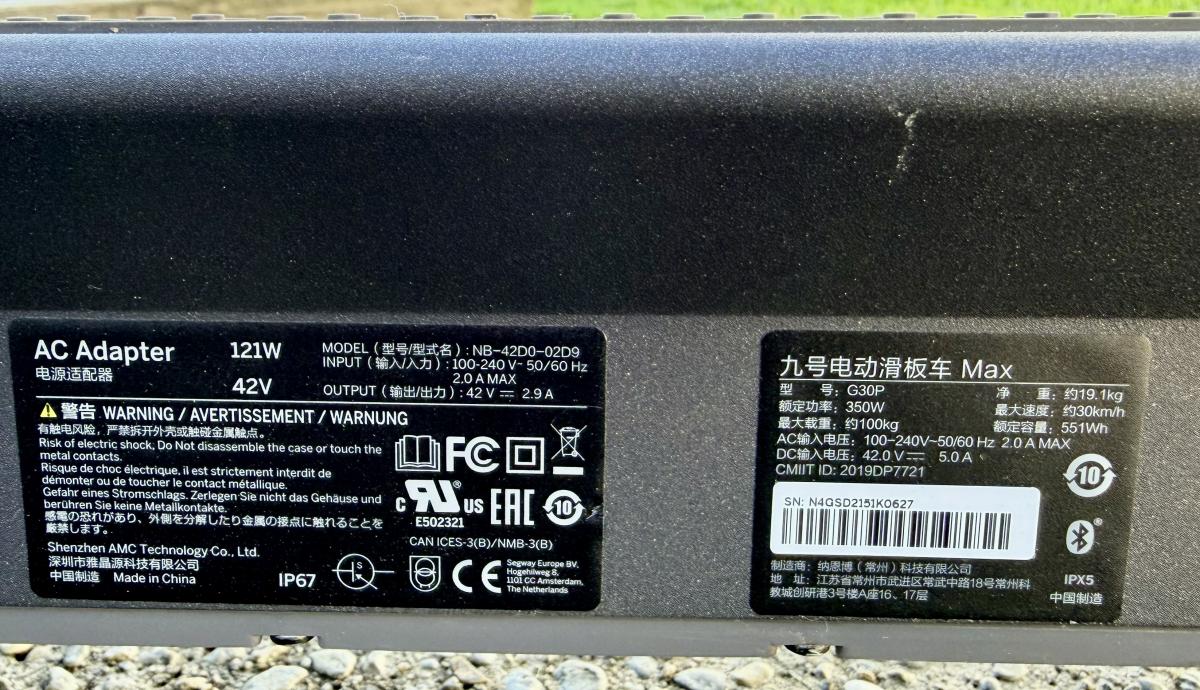 AC Adapter 121W
电源适配器
42V
MODEL（型号/型式名）: NB-42D0-02D9
INPUT（输入/入力）: 100-240V~50/60 Hz
2.0 A MAX
OUTPUT（输出/出力）: 42 V ⎓ 2.9 A
警告 WARNING / AVERTISSEMENT / WARNUNG
有触电风险，严禁拆开外壳或触碰金属触点。
Risk of electric shock. Do Not disassemble the case or touch the
metal contacts.
Risque de choc électrique, il est strictement interdit de
démonter ou de toucher le contact métallique.
Gefahr eines Stromschlags. Zerlegen Sie nicht das Gehäuse und
berühren Sie keine Metallkontakte.
感電の恐れがあり、外側を分解したり金属の接点に触れることを
厳禁します。
Shenzhen AMC Technology Co., Ltd.
深圳市雅晶源科技有限公司
中国制造 Made in China
IP67
FC
c RU ® US
E502321
EAC
10
CAN ICES-3(B)/NMB-3(B)
S
CE
Segway Europe BV,
Hogehilweg 8,
1101 CC Amsterdam,
The Netherlands
九号电动滑板车 Max
型 号: G30P
净 重: 约19.1kg
额定功率: 350W
最大速度: 约30km/h
最大载重: 约100kg
额定容量: 551Wh
AC输入电压: 100-240V~50/60 Hz 2.0 A MAX
DC输入电压: 42.0 V ⎓ 5.0 A
CMIIT ID: 2019DP7721
10
SN: N4GSD2151K0627
®
制造商: 纳恩博（常州）科技有限公司
地 址: 江苏省常州市武进区常武中路18号常州科
教城创研港3号楼A座16、17层
IPX5
中国制造